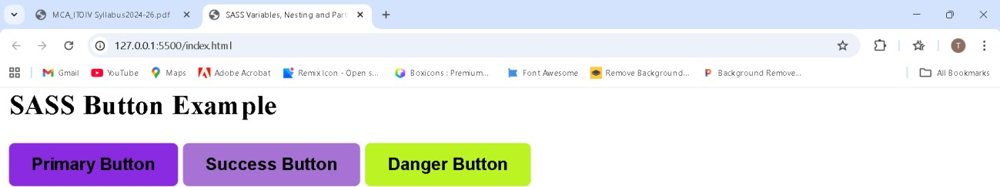 MCA_ITOIV Syllabus2024-26.pdf
SASS Variables, Nesting and Part
127.0.0.1:5500/index.html
T
Gmail
YouTube
Maps
Adobe Acrobat
Remix Icon - Open s...
Boxicons : Premium...
Font Awesome
Remove Background...
Background Remove...
All Bookmarks
SASS Button Example
Primary Button
Success Button
Danger Button